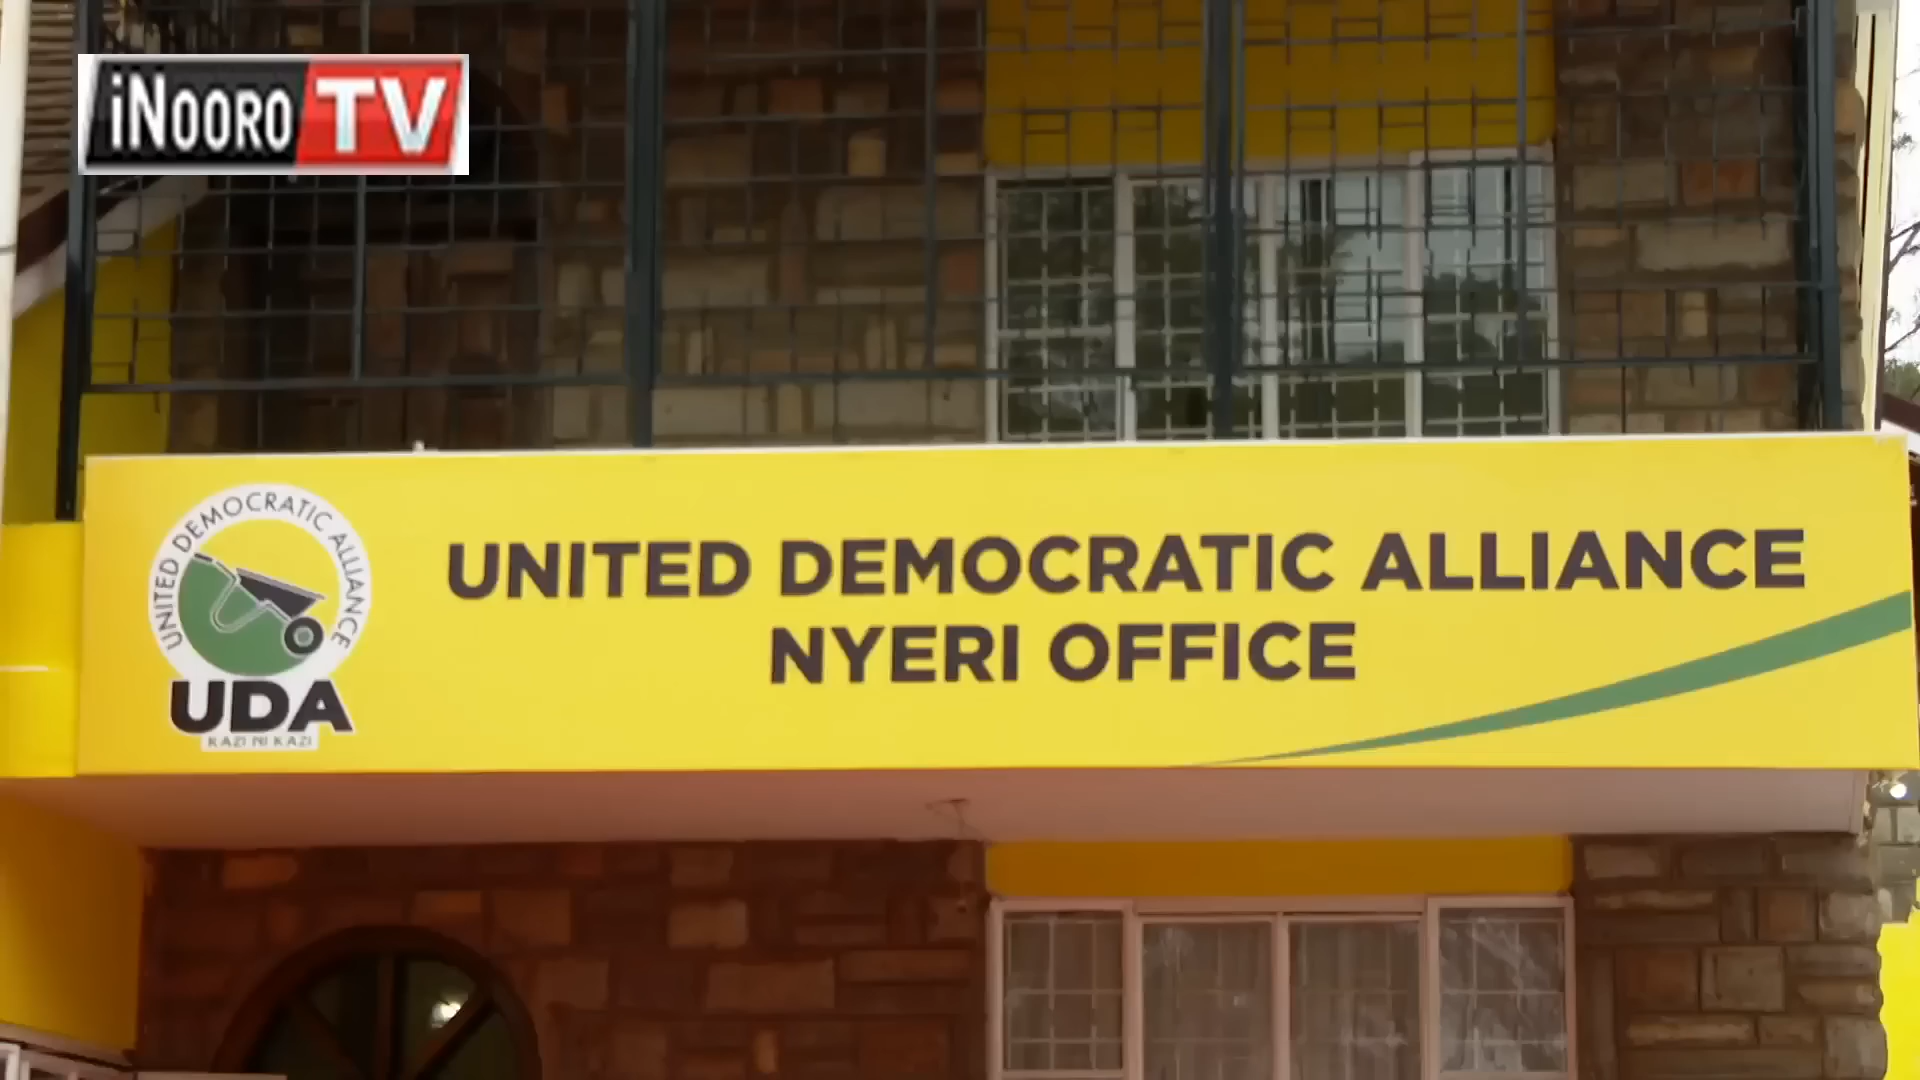 iNOORO TV
UNITED DEMOCRATIC ALLIANCE
UDA
KAZI NI KAZI
UNITED DEMOCRATIC ALLIANCE
NYERI OFFICE